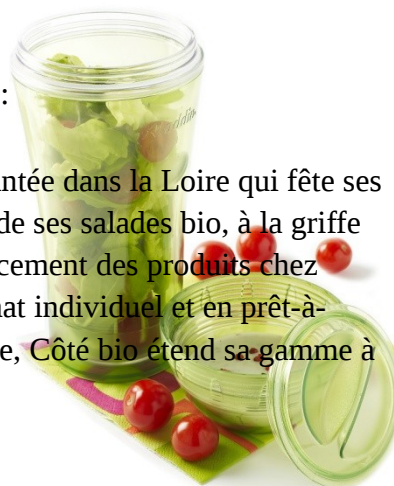 :
ntée dans la Loire qui fête ses
de ses salades bio, à la griffe
cement des produits chez
nat individuel et en prêt-à-
e, Côté bio étend sa gamme à